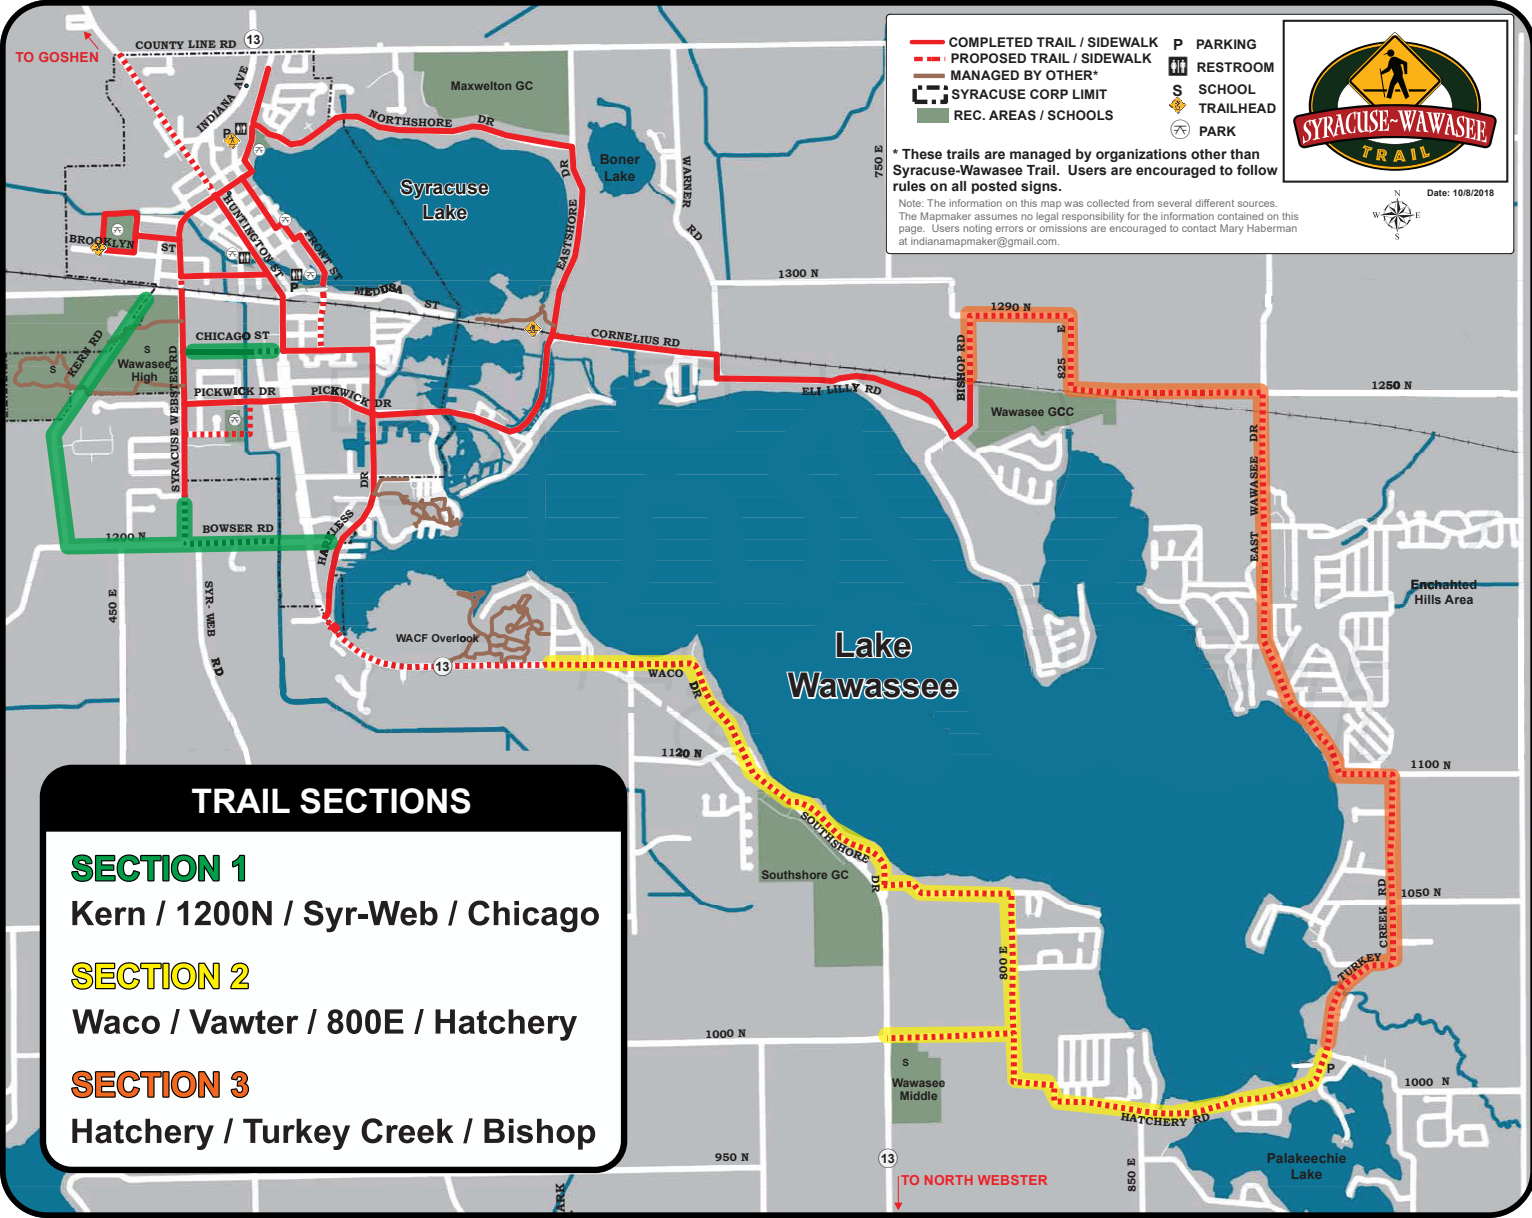 TO GOSHEN
COUNTY LINE RD
13
INDIANA AVE
P
Maxwelton GC
NORTHSHORE DR
Syracuse
Lake
Boner
Lake
WARNER RD
750 E
EASTSHORE DR
HUNTINGTON ST
FRONT ST
BROOKLYN ST
MEDUSA ST
P
1300 N
COMPLETED TRAIL / SIDEWALK
PROPOSED TRAIL / SIDEWALK
MANAGED BY OTHER*
SYRACUSE CORP LIMIT
REC. AREAS / SCHOOLS
P PARKING
RESTROOM
S SCHOOL
TRAILHEAD
PARK
SYRACUSE~WAWASEE
TRAIL
* These trails are managed by organizations other than
Syracuse-Wawasee Trail. Users are encouraged to follow
rules on all posted signs.
Note: The information on this map was collected from several different sources.
The Mapmaker assumes no legal responsibility for the information contained on this
page. Users noting errors or omissions are encouraged to contact Mary Haberman
at indianamapmaker@gmail.com.
Date: 10/8/2018
N
W E
S
KERN RD
S
S
Wawasee
High
CHICAGO ST
PICKWICK DR
PICKWICK DR
SYRACUSE WEBSTER RD
CORNELIUS RD
ELI LILLY RD
BISHOP RD
1290 N
825 E
Wawasee GCC
1250 N
EAST WAWASEE DR
1200 N
BOWSER RD
HARKLESS DR
450 E
SYR- WEB RD
WACF Overlook
13
WACO DR
Lake
Wawassee
Enchahted
Hills Area
1120 N
1100 N
SOUTHSHORE DR
Southshore GC
1050 N
TURKEY CREEK RD
800 E
1000 N
S
Wawasee
Middle
HATCHERY RD
P
1000 N
950 N
13
TO NORTH WEBSTER
850 E
Palakeechie
Lake
ARK
TRAIL SECTIONS
SECTION 1
Kern / 1200N / Syr-Web / Chicago
SECTION 2
Waco / Vawter / 800E / Hatchery
SECTION 3
Hatchery / Turkey Creek / Bishop